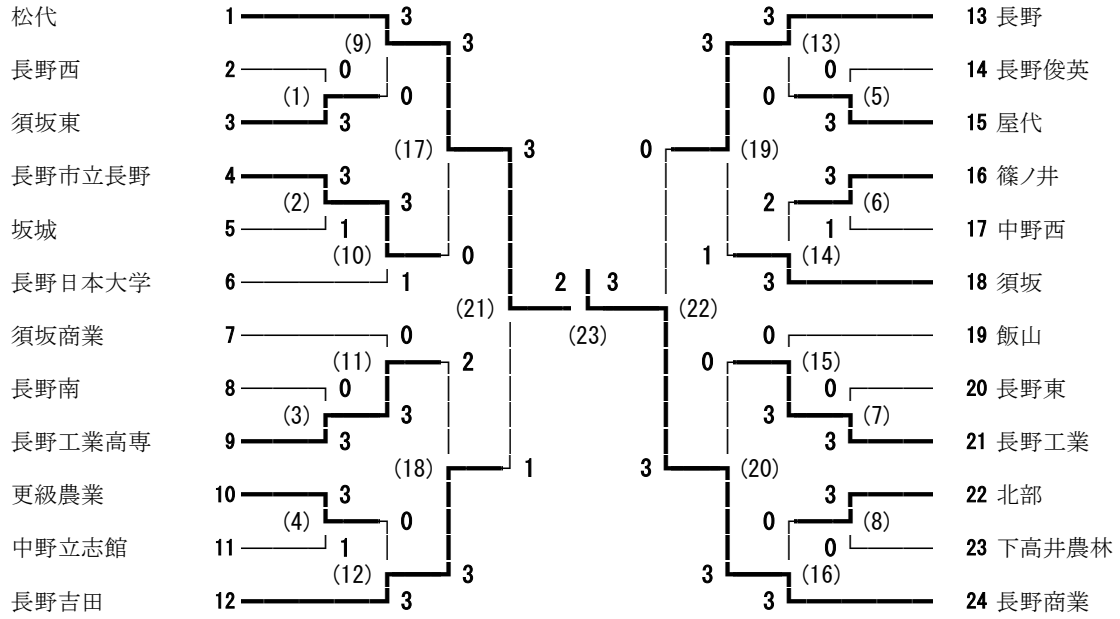 松代 1 3 3 13 長野
(9) 3 3 (13)
長野西 2 0 0 14 長野俊英
(1) 0 0 (5)
須坂東 3 3 3 15 屋代
(17) 3 0 (19)
長野市立長野 4 3 3 16 篠ノ井
(2) 3 2 (6)
坂城 5 1 1 17 中野西
(10) 0 1 (14)
長野日本大学 6 1 2 3 3 18 須坂
(21) (23) (22)
須坂商業 7 0 0 19 飯山
(11) 2 0 (15)
長野南 8 0 0 20 長野東
(3) 3 3 (7)
長野工業高専 9 3 3 21 長野工業
(18) 1 3 (20)
更級農業 10 3 3 22 北部
(4) 0 0 (8)
中野立志館 11 1 0 23 下高井農林
(12) 3 3 (16)
長野吉田 12 3 3 24 長野商業